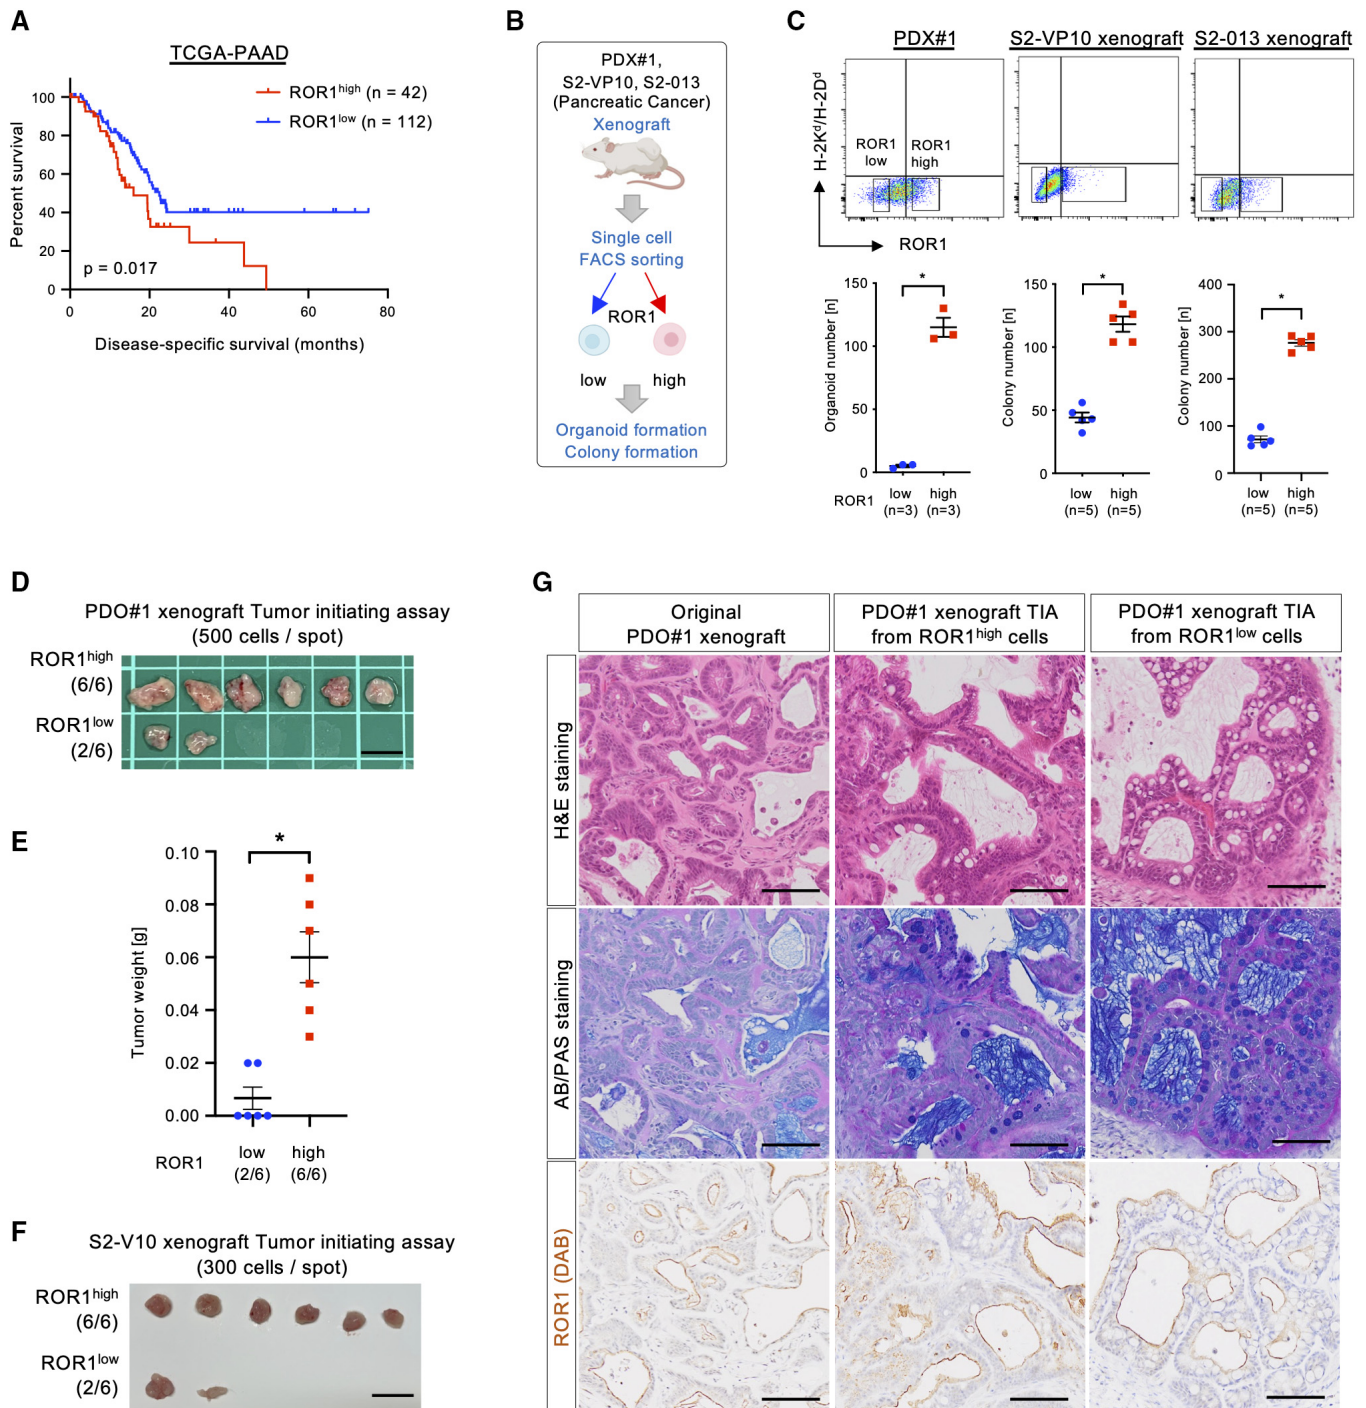 A
TCGA-PAAD
ROR1high (n = 42)
ROR1low (n = 112)
Percent survival
100
80
60
40
20
0
p = 0.017
0 20 40 60 80
Disease-specific survival (months)
B
PDX#1,
S2-VP10, S2-013
(Pancreatic Cancer)
Xenograft
Single cell
FACS sorting
ROR1
low high
Organoid formation
Colony formation
C
PDX#1 S2-VP10 xenograft S2-013 xenograft
H-2Kd/H-2Dd
ROR1 low
ROR1 high
ROR1
Organoid number [n]
150
100
50
0
*
ROR1
low high
(n=3) (n=3)
Colony number [n]
150
100
50
0
*
low high
(n=5) (n=5)
Colony number [n]
400
300
200
100
0
*
low high
(n=5) (n=5)
D
PDO#1 xenograft Tumor initiating assay
(500 cells / spot)
ROR1high
(6/6)
ROR1low
(2/6)
E
Tumor weight [g]
0.10
0.08
0.06
0.04
0.02
0.00
*
ROR1
low high
(2/6) (6/6)
F
S2-V10 xenograft Tumor initiating assay
(300 cells / spot)
ROR1high
(6/6)
ROR1low
(2/6)
G
Original
PDO#1 xenograft
PDO#1 xenograft TIA
from ROR1high cells
PDO#1 xenograft TIA
from ROR1low cells
H&E staining
AB/PAS staining
ROR1 (DAB)